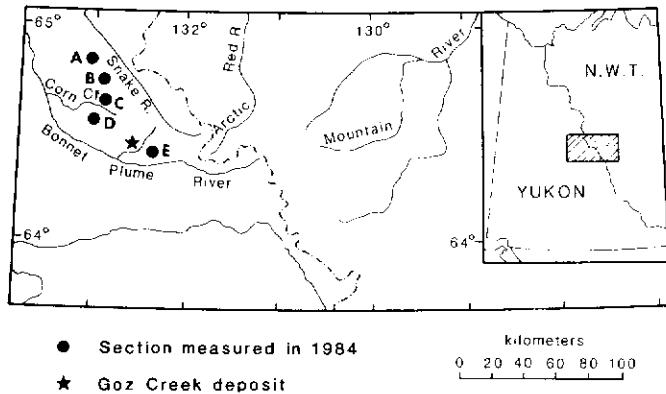 65°
132°
130°
River
N.W.T.
A
Snake R.
Red R.
B
Corn Ck
C
Arctic
D
Mountain
Bonnet
E
Plume
River
YUKON
64°
64°
● Section measured in 1984
★ Goz Creek deposit
kilometers
0 20 40 60 80 100